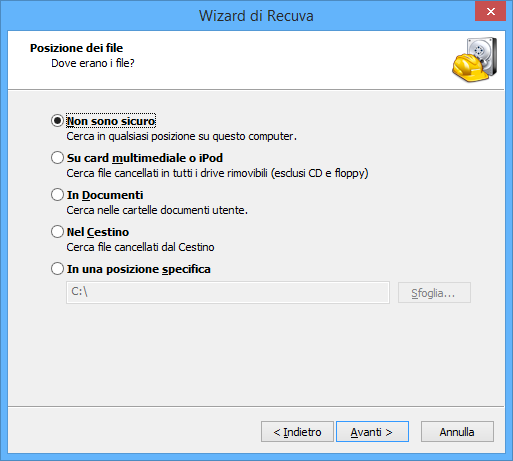 Wizard di Recuva
Posizione dei file
Dove erano i file?
Non sono sicuro
Cerca in qualsiasi posizione su questo computer.
Su card multimediale o iPod
Cerca file cancellati in tutti i drive rimovibili (esclusi CD e floppy)
In Documenti
Cerca nelle cartelle documenti utente.
Nel Cestino
Cerca file cancellati dal Cestino
In una posizione specifica
C:\
Sfoglia...
< Indietro
Avanti >
Annulla